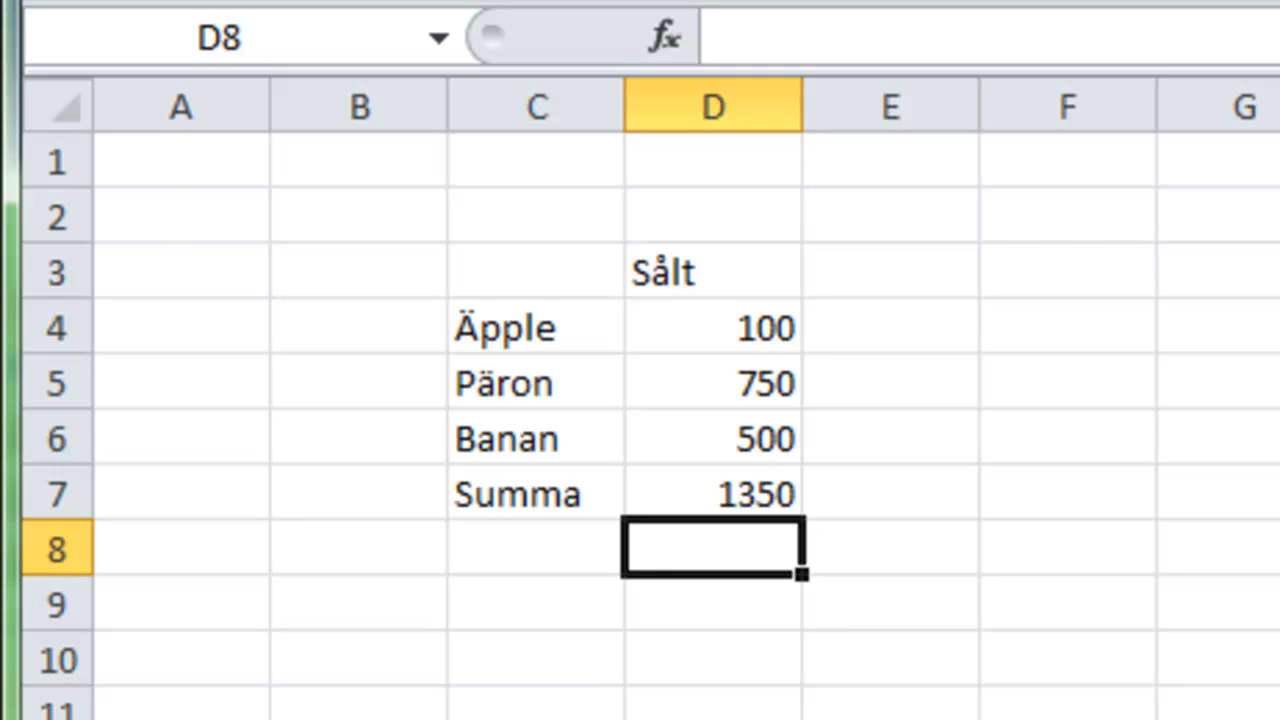 D8 fx
A B C D E F G
1
2
3 Sålt
4 Äpple 100
5 Päron 750
6 Banan 500
7 Summa 1350
8
9
10
11